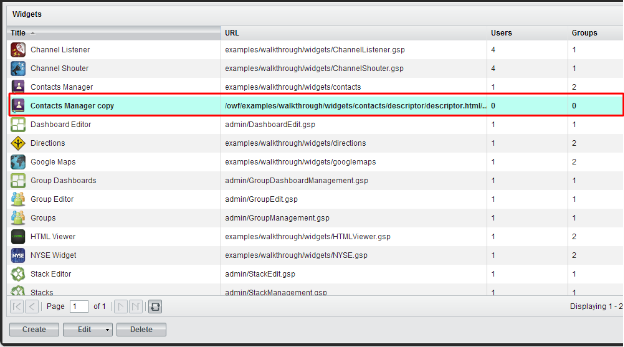 Widgets
Title URL Users Groups
Channel Listener examples/walkthrough/widgets/ChannelListener.gsp 4 1
Channel Shouter examples/walkthrough/widgets/ChannelShouter.gsp 4 1
Contacts Manager examples/walkthrough/widgets/contacts 1 2
Contacts Manager copy /owf/examples/walkthrough/widgets/contacts/descriptor/descriptor.html/... 0 0
Dashboard Editor admin/DashboardEdit.gsp 1 1
Directions examples/walkthrough/widgets/directions 1 2
Google Maps examples/walkthrough/widgets/googlemaps 1 2
Group Dashboards admin/GroupDashboardManagement.gsp 1 1
Group Editor admin/GroupEdit.gsp 1 1
Groups admin/GroupManagement.gsp 1 1
HTML Viewer examples/walkthrough/widgets/HTMLViewer.gsp 1 2
NYSE NYSE Widget examples/walkthrough/widgets/NYSE.gsp 1 2
Stack Editor admin/StackEdit.gsp 1 1
Stacks admin/StackManagement.gsp 1 1
Page 1 of 1 Displaying 1 - 2
Create Edit Delete